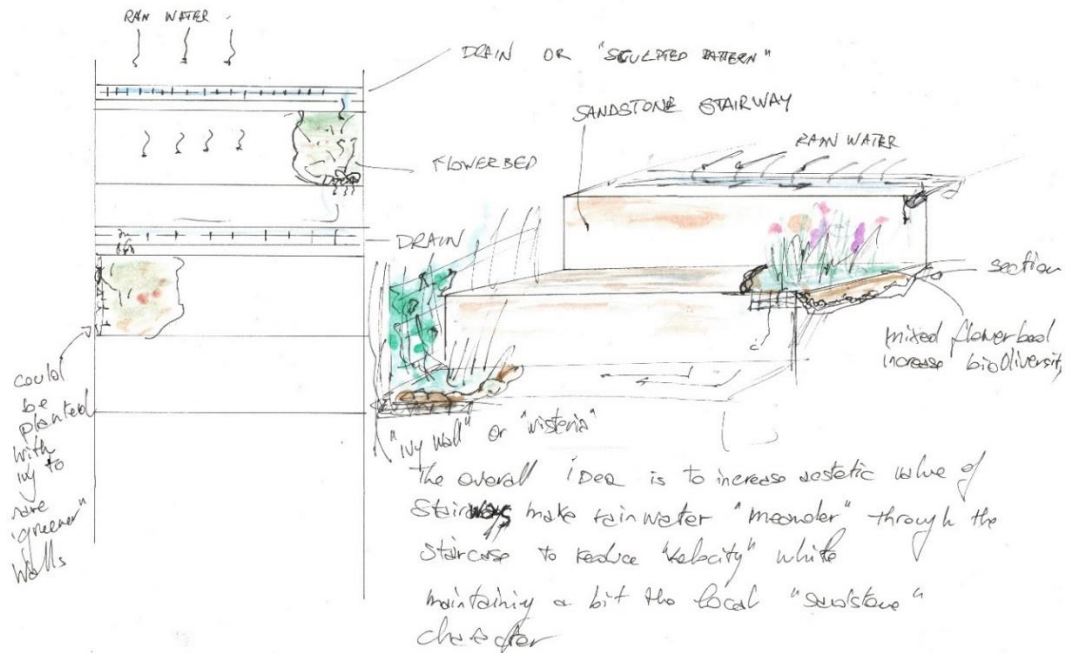 RAIN WATER
DRAIN OR "SCULPTED PATTERN"
SANDSTONE STAIRWAY
RAIN WATER
FLOWERBED
DRAIN
section
mixed flowerbed
increase biodiversity
could
be
planted
with
ivy to
"greener"
walls
"ivy wall" or "wisteria"
The overall iDea is to increase aestetic value of
Stairways make rainwater "meander" through the
staircase to reduce "velocity" while
maintaining a bit the local "sandstone"
character